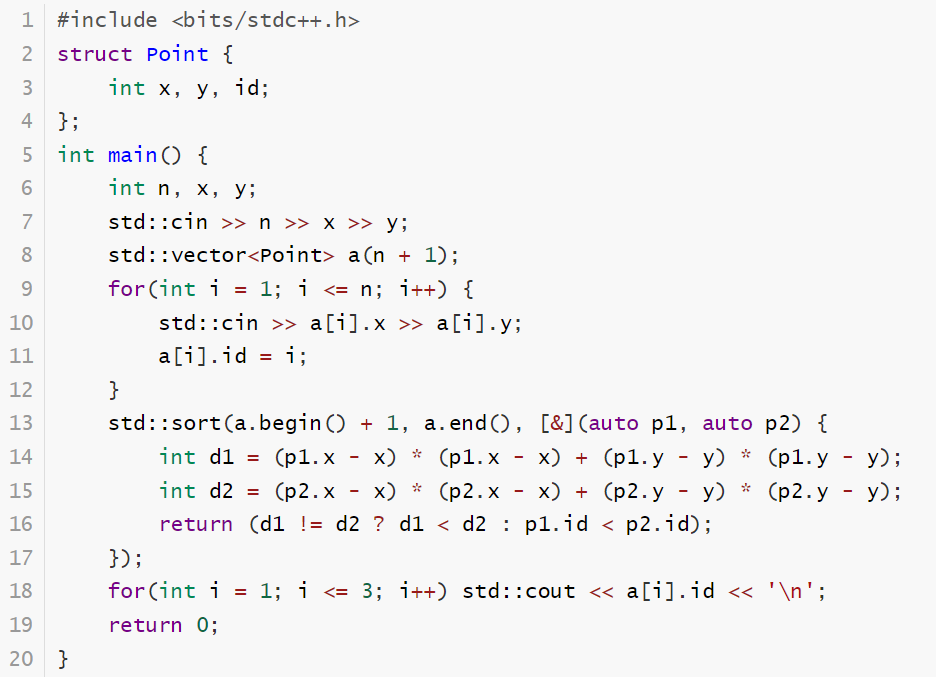 1 #include <bits/stdc++.h>
2 struct Point {
3     int x, y, id;
4 };
5 int main() {
6     int n, x, y;
7     std::cin >> n >> x >> y;
8     std::vector<Point> a(n + 1);
9     for(int i = 1; i <= n; i++) {
10         std::cin >> a[i].x >> a[i].y;
11         a[i].id = i;
12     }
13     std::sort(a.begin() + 1, a.end(), [&](auto p1, auto p2) {
14         int d1 = (p1.x - x) * (p1.x - x) + (p1.y - y) * (p1.y - y);
15         int d2 = (p2.x - x) * (p2.x - x) + (p2.y - y) * (p2.y - y);
16         return (d1 != d2 ? d1 < d2 : p1.id < p2.id);
17     });
18     for(int i = 1; i <= 3; i++) std::cout << a[i].id << '\n';
19     return 0;
20 }